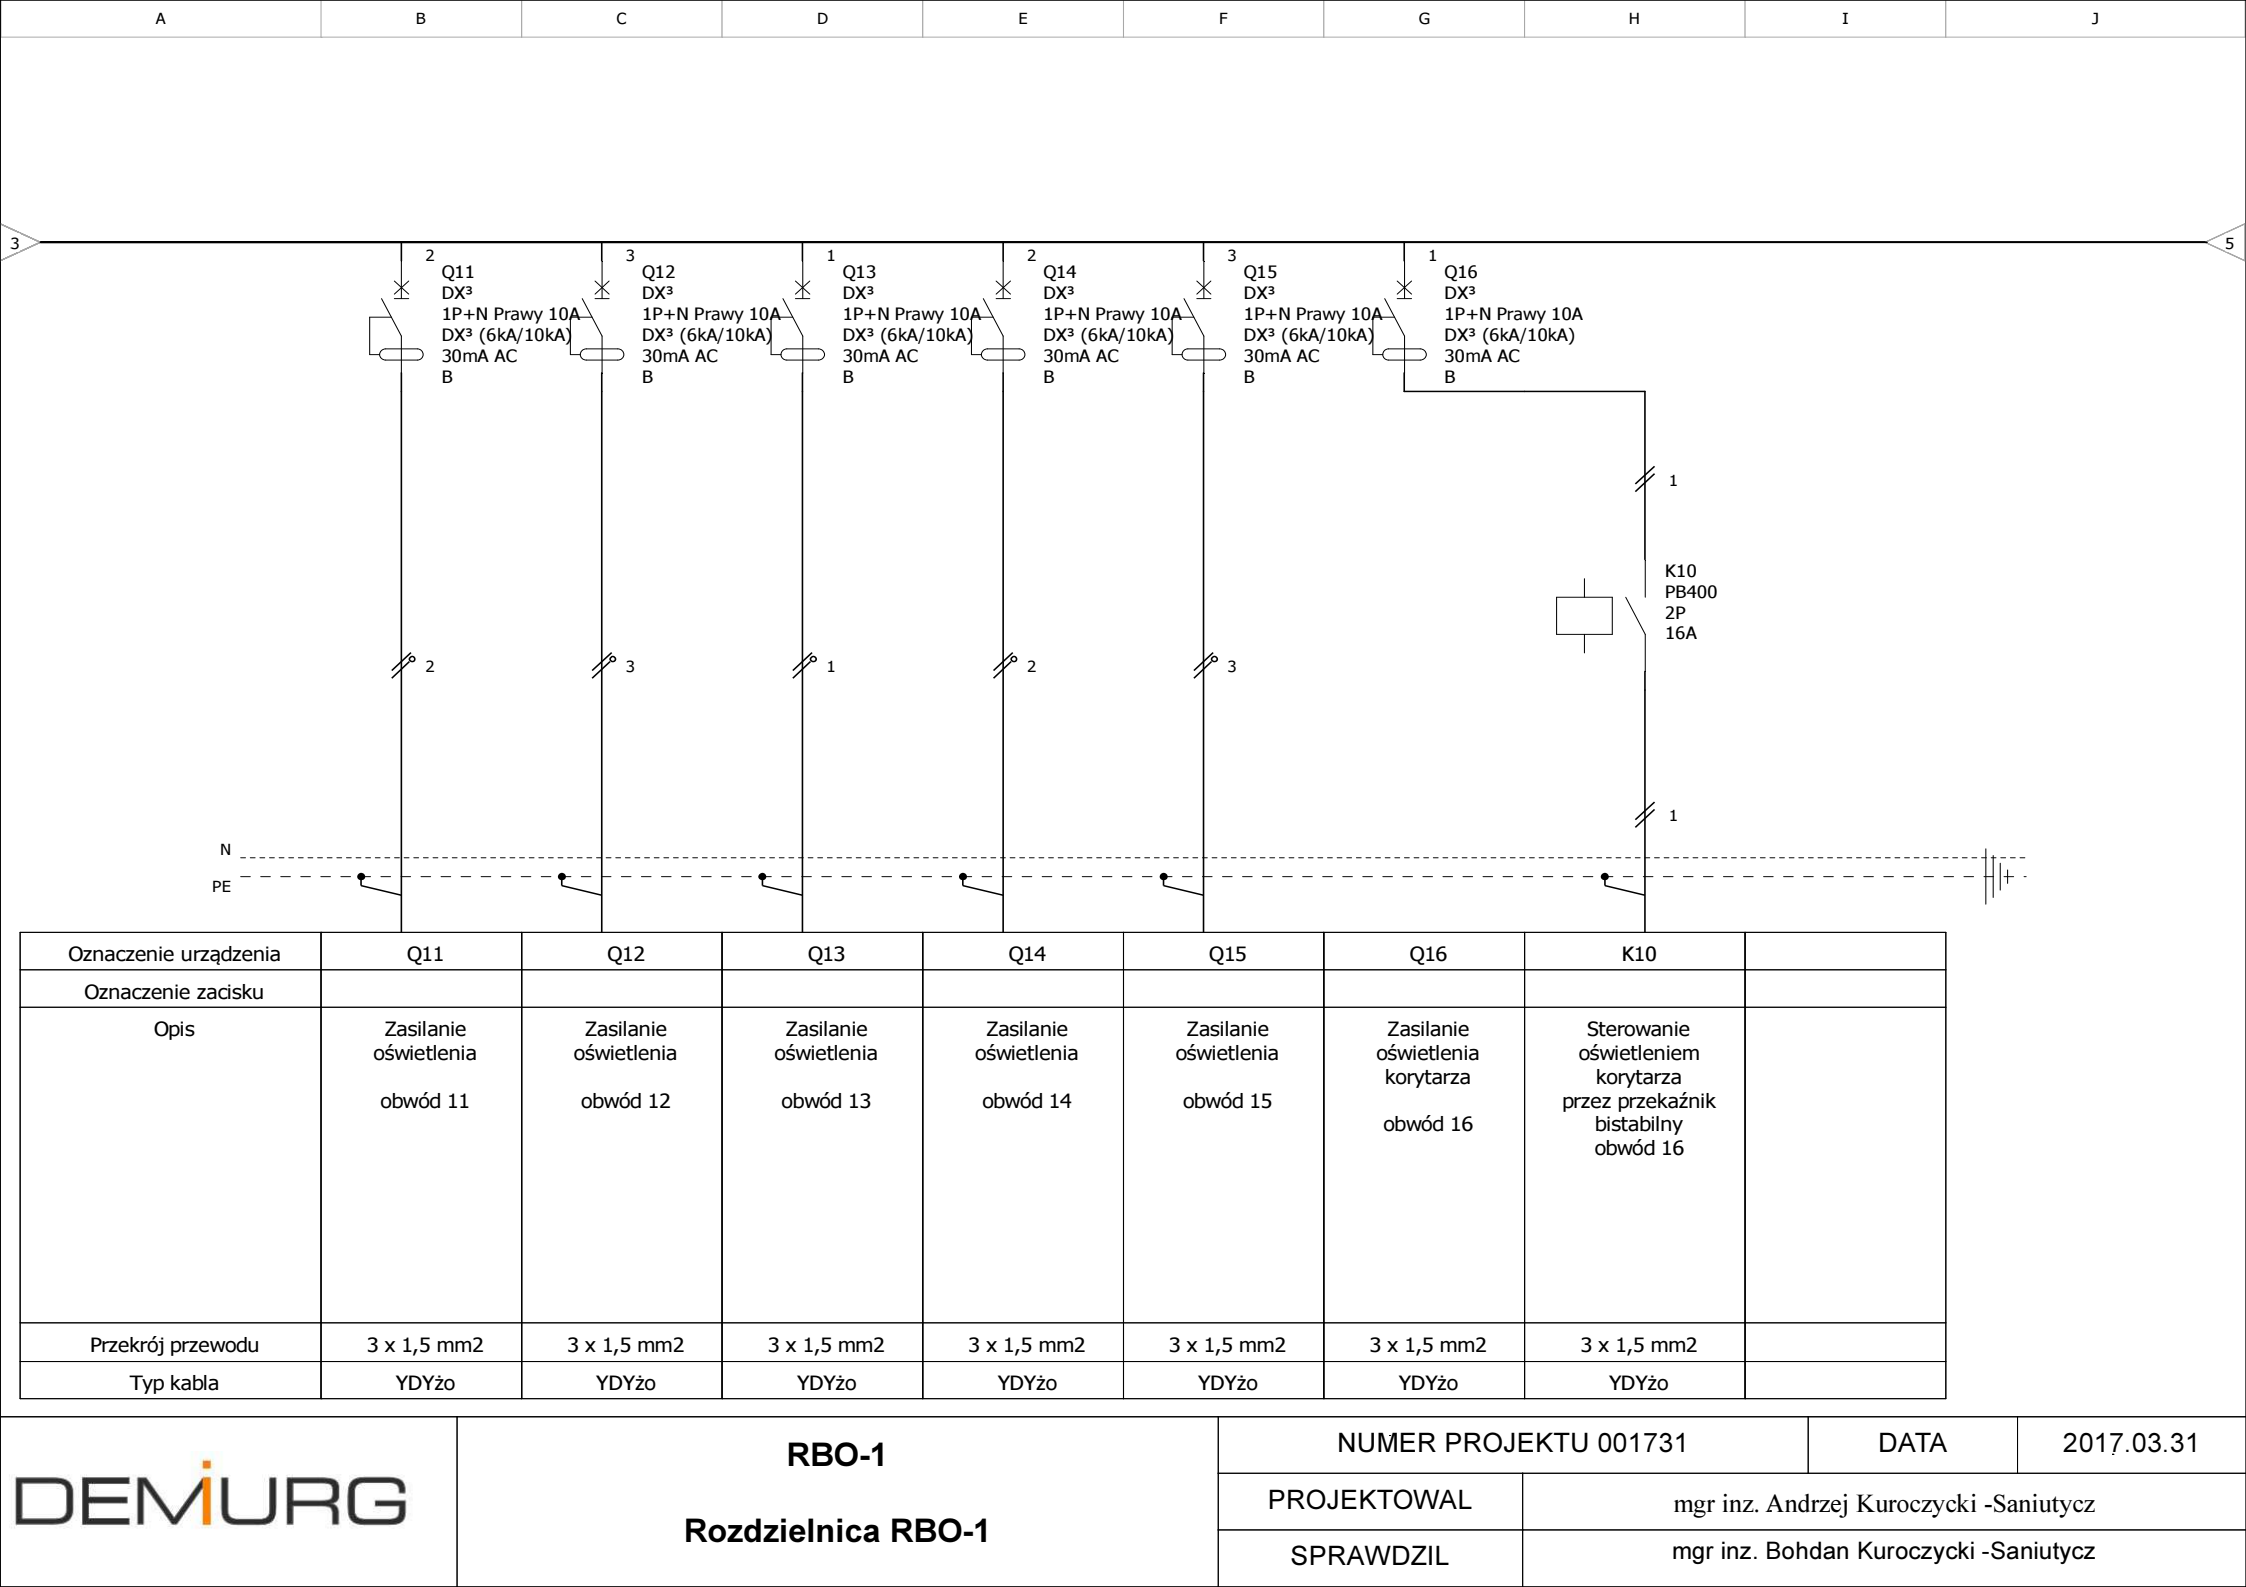 A B C D E F G H I J
3
5
2
Q11
DX³
1P+N Prawy 10A
DX³ (6kA/10kA)
30mA AC
B
3
Q12
DX³
1P+N Prawy 10A
DX³ (6kA/10kA)
30mA AC
B
1
Q13
DX³
1P+N Prawy 10A
DX³ (6kA/10kA)
30mA AC
B
2
Q14
DX³
1P+N Prawy 10A
DX³ (6kA/10kA)
30mA AC
B
3
Q15
DX³
1P+N Prawy 10A
DX³ (6kA/10kA)
30mA AC
B
1
Q16
DX³
1P+N Prawy 10A
DX³ (6kA/10kA)
30mA AC
B
1
K10
PB400
2P
16A
2 3 1 2 3
1
N
PE
Oznaczenie urządzenia Q11 Q12 Q13 Q14 Q15 Q16 K10
Oznaczenie zacisku
Opis
Zasilanie
oświetlenia
obwód 11
Zasilanie
oświetlenia
obwód 12
Zasilanie
oświetlenia
obwód 13
Zasilanie
oświetlenia
obwód 14
Zasilanie
oświetlenia
obwód 15
Zasilanie
oświetlenia
korytarza
obwód 16
Sterowanie
oświetleniem
korytarza
przez przekaźnik
bistabilny
obwód 16
Przekrój przewodu 3 x 1,5 mm2 3 x 1,5 mm2 3 x 1,5 mm2 3 x 1,5 mm2 3 x 1,5 mm2 3 x 1,5 mm2 3 x 1,5 mm2
Typ kabla YDYżo YDYżo YDYżo YDYżo YDYżo YDYżo YDYżo
DEMiURG
RBO-1
Rozdzielnica RBO-1
NUMER PROJEKTU 001731 DATA 2017.03.31
PROJEKTOWAL mgr inz. Andrzej Kuroczycki -Saniutycz
SPRAWDZIL mgr inz. Bohdan Kuroczycki -Saniutycz